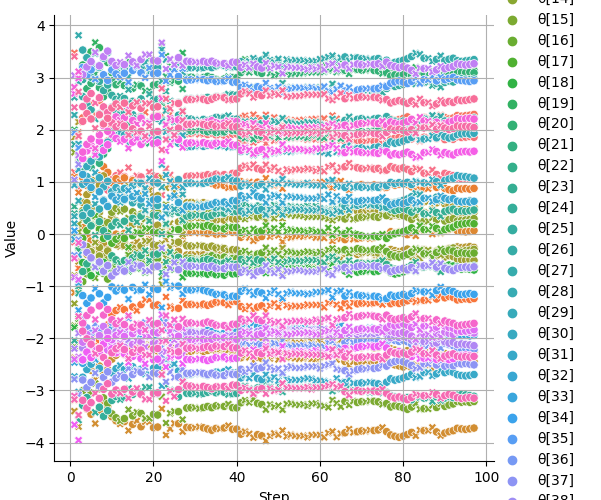 4
3
2
1
0
−1
−2
−3
−4
Value
0 20 40 60 80 100
Step
θ[14]
θ[15]
θ[16]
θ[17]
θ[18]
θ[19]
θ[20]
θ[21]
θ[22]
θ[23]
θ[24]
θ[25]
θ[26]
θ[27]
θ[28]
θ[29]
θ[30]
θ[31]
θ[32]
θ[33]
θ[34]
θ[35]
θ[36]
θ[37]
θ[38]